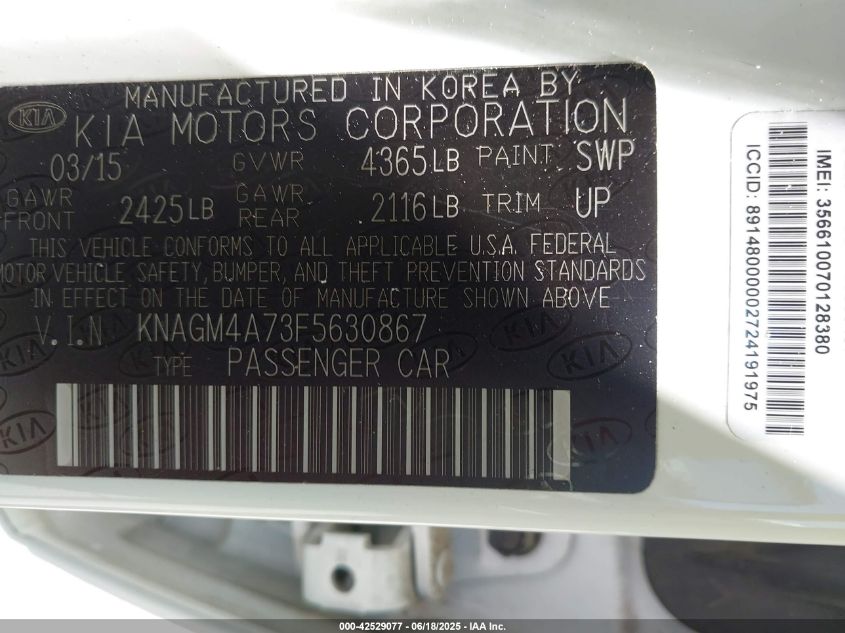 MANUFACTURED IN KOREA BY
KIA KIA MOTORS CORPORATION
03/15 GVWR 4365LB PAINT SWP
GAWR FRONT 2425LB GAWR REAR 2116LB TRIM UP
THIS VEHICLE CONFORMS TO ALL APPLICABLE U.S.A. FEDERAL
MOTOR VEHICLE SAFETY, BUMPER, AND THEFT PREVENTION STANDARDS
IN EFFECT ON THE DATE OF MANUFACTURE SHOWN ABOVE
V.I.N KNAGM4A73F5630867
TYPE PASSENGER CAR
IMEI: 356610070128380
ICCID: 89148000002724191975
000-42529077 - 06/18/2025 - IAA Inc.